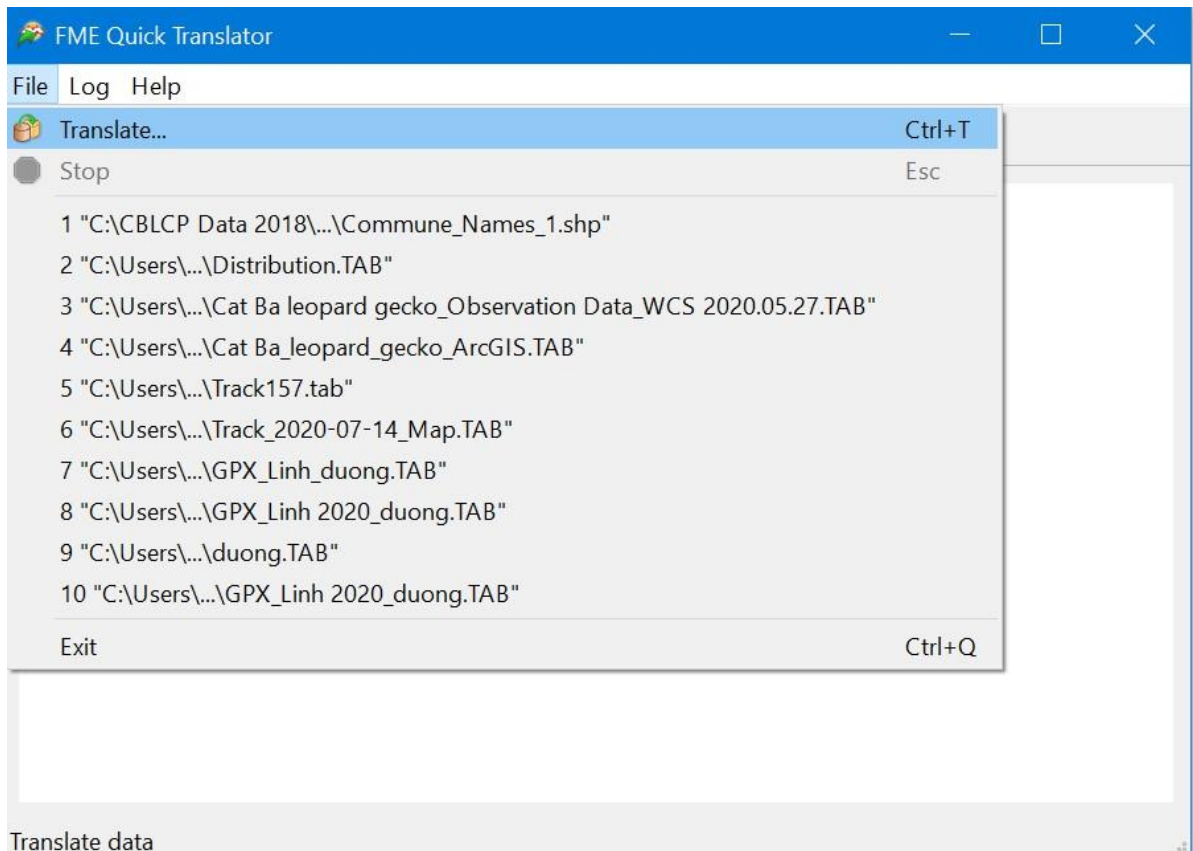 FME Quick Translator
File Log Help
Translate... Ctrl+T
Stop Esc
1 "C:\CBLCP Data 2018\...\Commune_Names_1.shp"
2 "C:\Users\...\Distribution.TAB"
3 "C:\Users\...\Cat Ba leopard gecko_Observation Data_WCS 2020.05.27.TAB"
4 "C:\Users\...\Cat Ba_leopard_gecko_ArcGIS.TAB"
5 "C:\Users\...\Track157.tab"
6 "C:\Users\...\Track_2020-07-14_Map.TAB"
7 "C:\Users\...\GPX_Linh_duong.TAB"
8 "C:\Users\...\GPX_Linh 2020_duong.TAB"
9 "C:\Users\...\duong.TAB"
10 "C:\Users\...\GPX_Linh 2020_duong.TAB"
Exit Ctrl+Q
Translate data